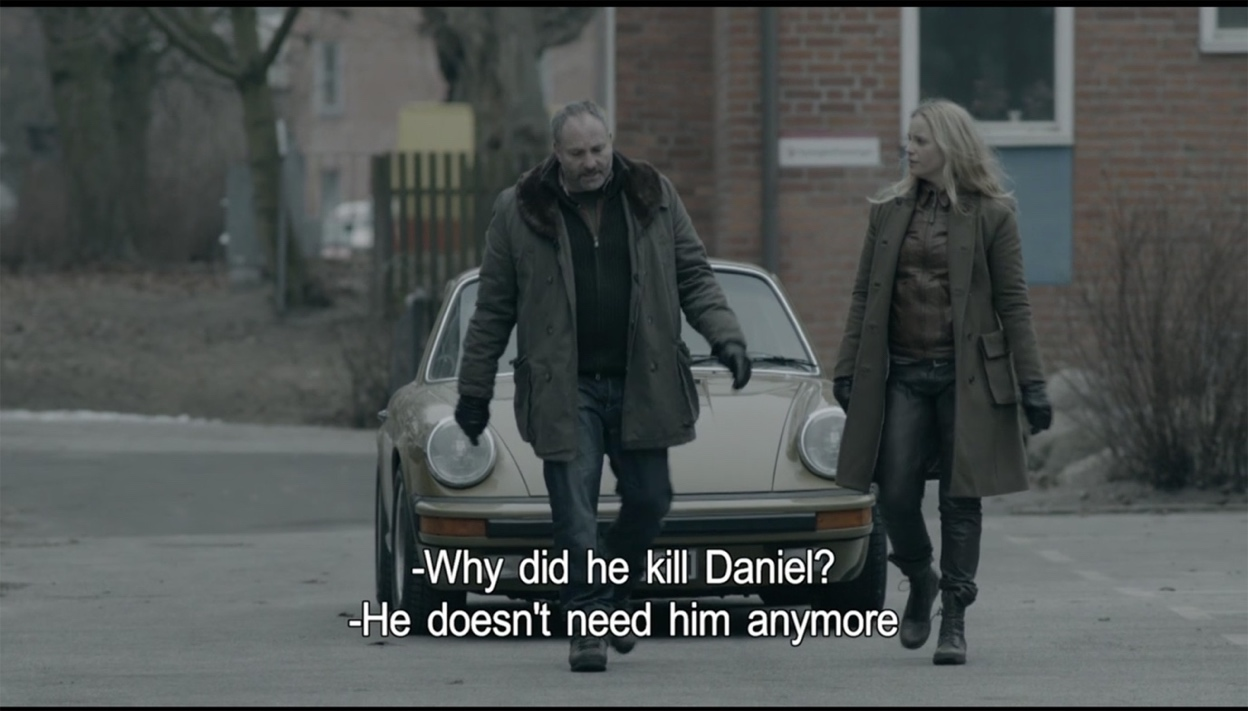 -Why did he kill Daniel?
-He doesn't need him anymore